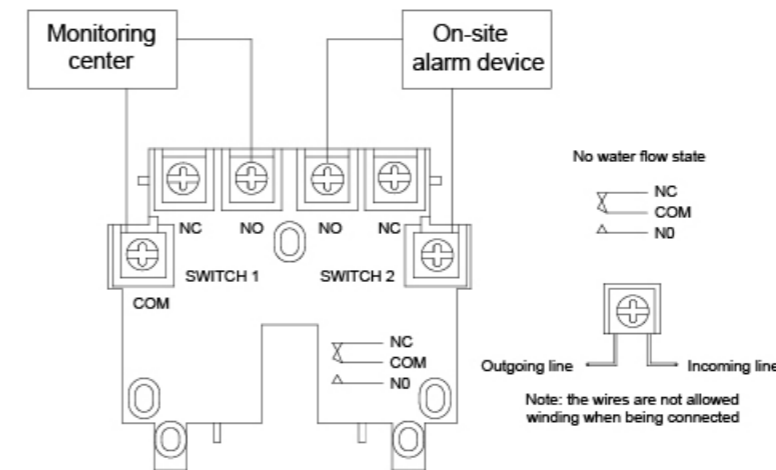 Monitoring
center
On-site
alarm device
No water flow state
NC
COM
N0
NC
NO
NO
NC
SWITCH 1
SWITCH 2
COM
NC
COM
N0
Outgoing line
Incoming line
Note: the wires are not allowed
winding when being connected